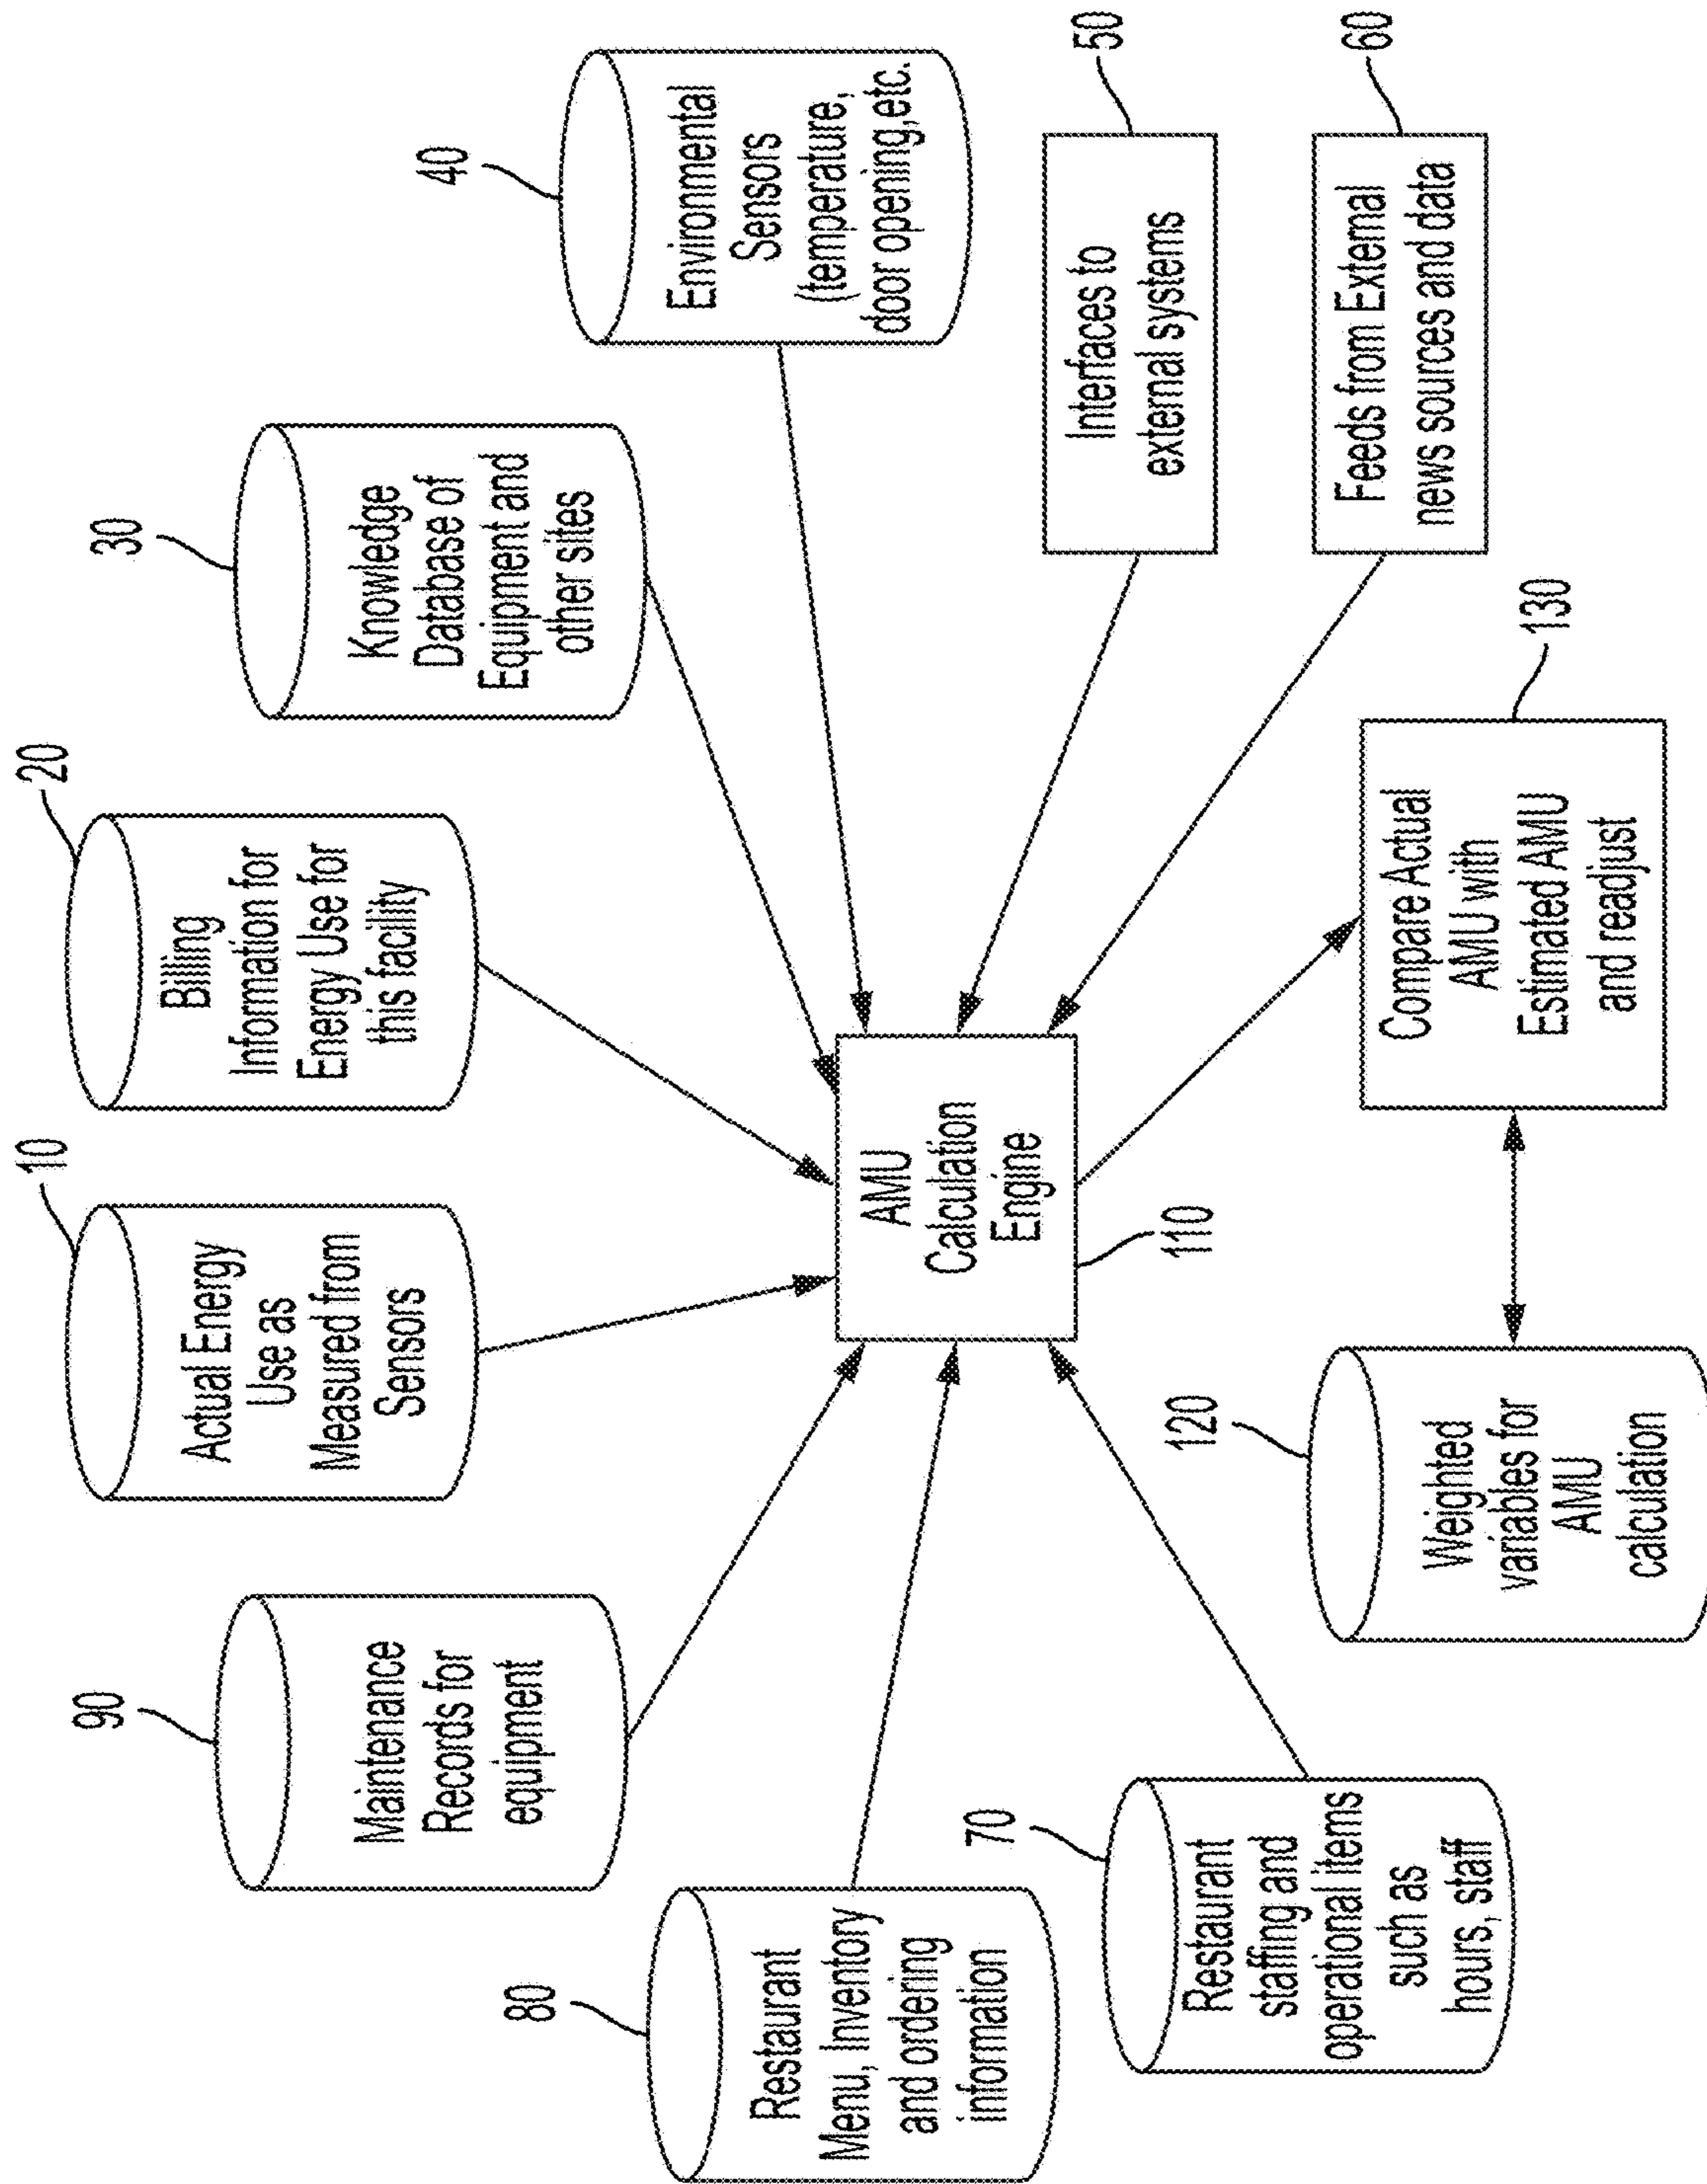 10
Actual Energy
Use as
Measured from
Sensors
20
Billing
Information for
Energy Use for
this facility
30
Knowledge
Database of
Equipment and
other sites
40
Environmental
Sensors
(temperature,
door opening,etc.
50
Interfaces to
external systems
60
Feeds from External
news sources and data
90
Maintenance
Records for
equipment
80
Restaurant
Menu, Inventory
and ordering
information
70
Restaurant
staffing and
operational items
such as
hours, staff
AMU
Calculation
Engine
110
120
Weighted
variables for
AMU
calculation
130
Compare Actual
AMU with
Estimated AMU
and readjust